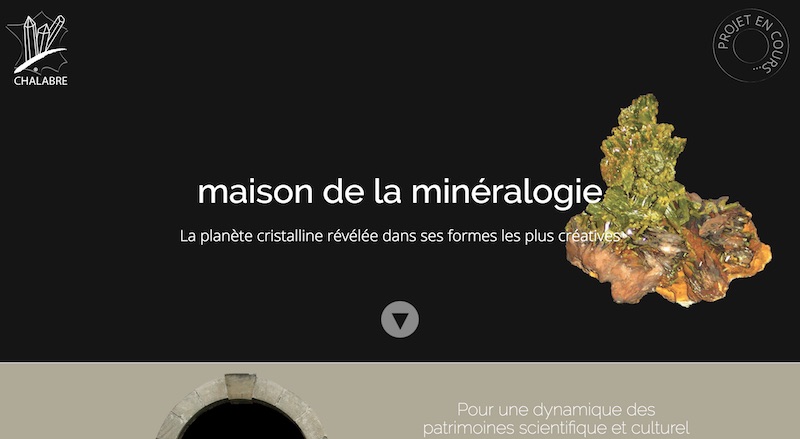 CHALABRE
PROJET EN COURS...
maison de la minéralogie
La planète cristalline révélée dans ses formes les plus créatives
Pour une dynamique des
patrimoines scientifique et culturel